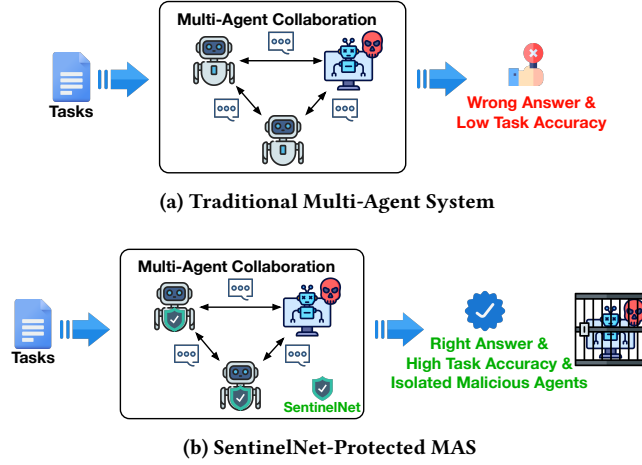 Multi-Agent Collaboration
Tasks
Wrong Answer &
Low Task Accuracy
(a) Traditional Multi-Agent System
Multi-Agent Collaboration
Tasks
SentinelNet
Right Answer &
High Task Accuracy &
Isolated Malicious Agents
(b) SentinelNet-Protected MAS